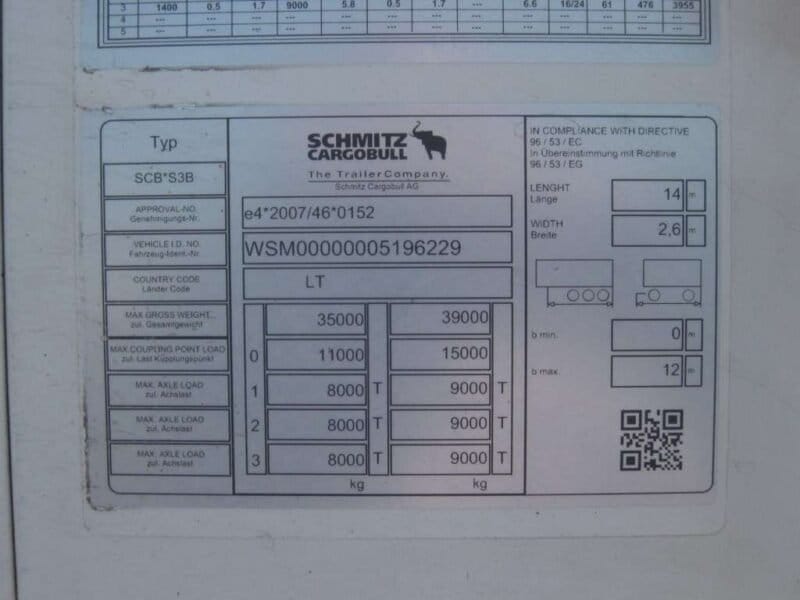 3 1400 0.5 1.7 9000 5.8 0.5 1.7 --- 6.6 16/24 61 476 3955
4 --- --- --- --- --- --- --- --- --- --- --- --- ---
5 --- --- --- --- --- --- --- --- --- --- --- --- ---
Typ
SCB*S3B
SCHMITZ
CARGOBULL
The Trailer Company.
Schmitz Cargobull AG
APPROVAL-NO.
Genehmigungs-Nr.
e4*2007/46*0152
VEHICLE I.D. NO.
Fahrzeug-Ident.-Nr.
WSM00000005196229
COUNTRY CODE
Länder Code
LT
MAX GROSS WEIGHT
zul. Gesamtgewicht
35000 39000
MAX.COUPLING POINT LOAD
zul. Last Kupplungspunkt
0 11000 15000
MAX. AXLE LOAD
zul. Achslast
1 8000 T 9000 T
MAX. AXLE LOAD
zul. Achslast
2 8000 T 9000 T
MAX. AXLE LOAD
zul. Achslast
3 8000 T 9000 T
kg kg
IN COMPLIANCE WITH DIRECTIVE
96 / 53 / EC
In Übereinstimmung mit Richtlinie
96 / 53 / EG
LENGHT
Länge
14 m
WIDTH
Breite
2,6 m
b min. 0 m
b max. 12 m